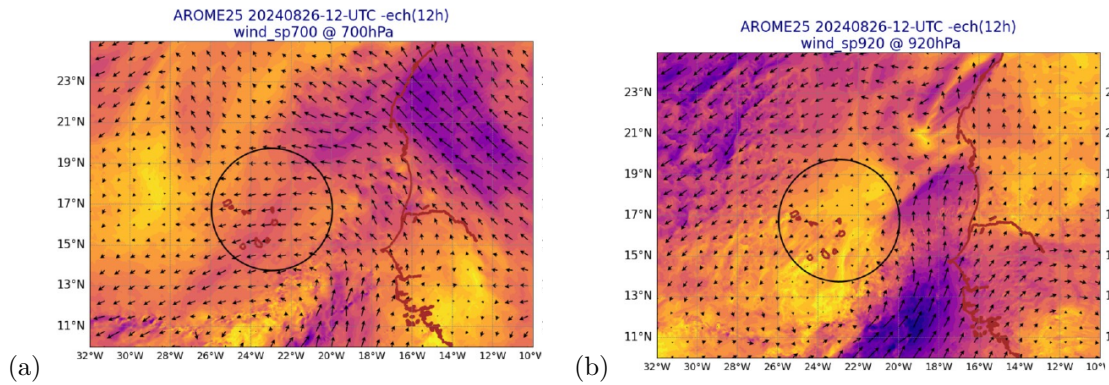 AROME25 20240826-12-UTC -ech(12h)
wind_sp700 @ 700hPa
23°N
21°N
19°N
17°N
15°N
13°N
11°N
32°W 30°W 28°W 26°W 24°W 22°W 20°W 18°W 16°W 14°W 12°W 10°W
(a)
AROME25 20240826-12-UTC -ech(12h)
wind_sp920 @ 920hPa
23°N
21°N
19°N
17°N
15°N
13°N
11°N
32°W 30°W 28°W 26°W 24°W 22°W 20°W 18°W 16°W 14°W 12°W 10°W
(b)